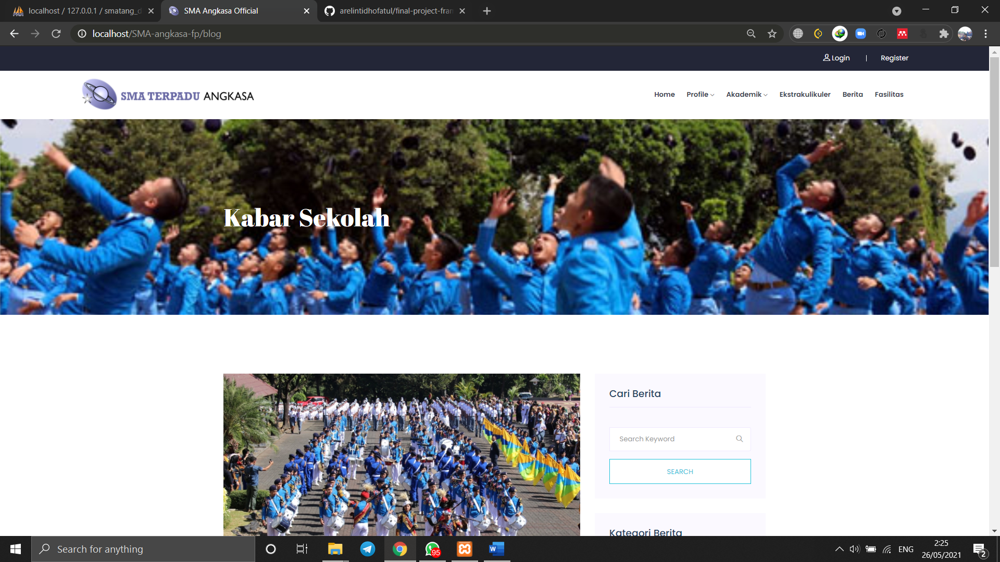 localhost / 127.0.0.1 / smatang_d
SMA Angkasa Official
arelintidhofatul/final-project-fran
localhost/SMA-angkasa-fp/blog
Login | Register
SMA TERPADU ANGKASA
Home Profile Akademik Ekstrakulikuler Berita Fasilitas
Kabar Sekolah
Cari Berita
Search Keyword
SEARCH
Kategori Berita
Search for anything
95
W
ENG
2:25
26/05/2021
2